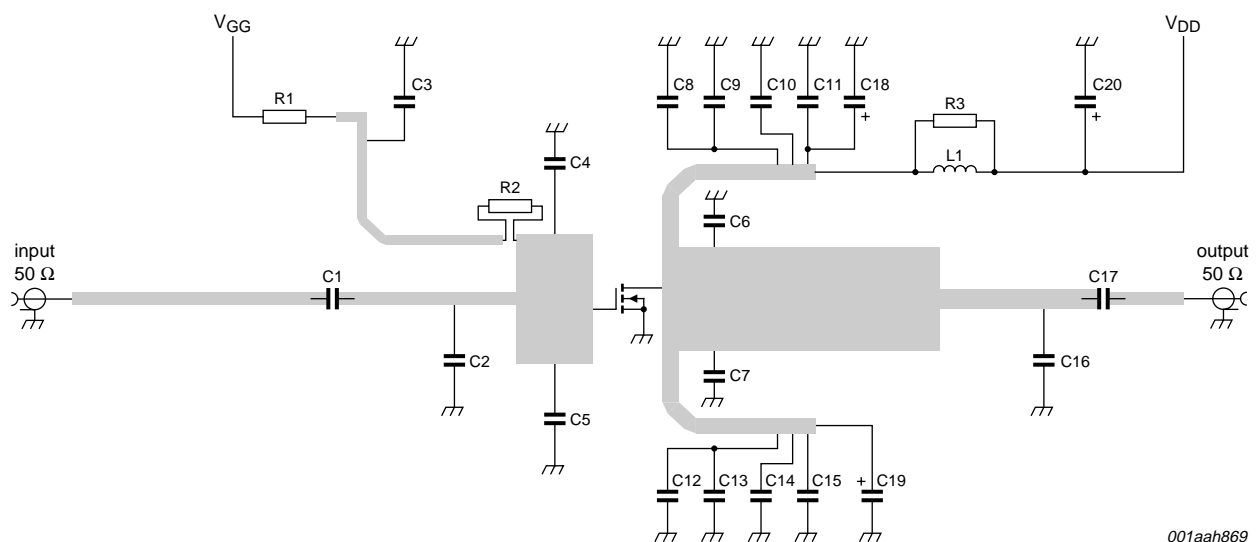 VGG
VDD
C3
C8
C9
C10
C11
C18
+
C20
+
R1
R3
L1
C4
R2
C6
input
50 Ω
C1
C17
output
50 Ω
C2
C7
C16
C5
C12
C13
C14
C15
+
C19
001aah869